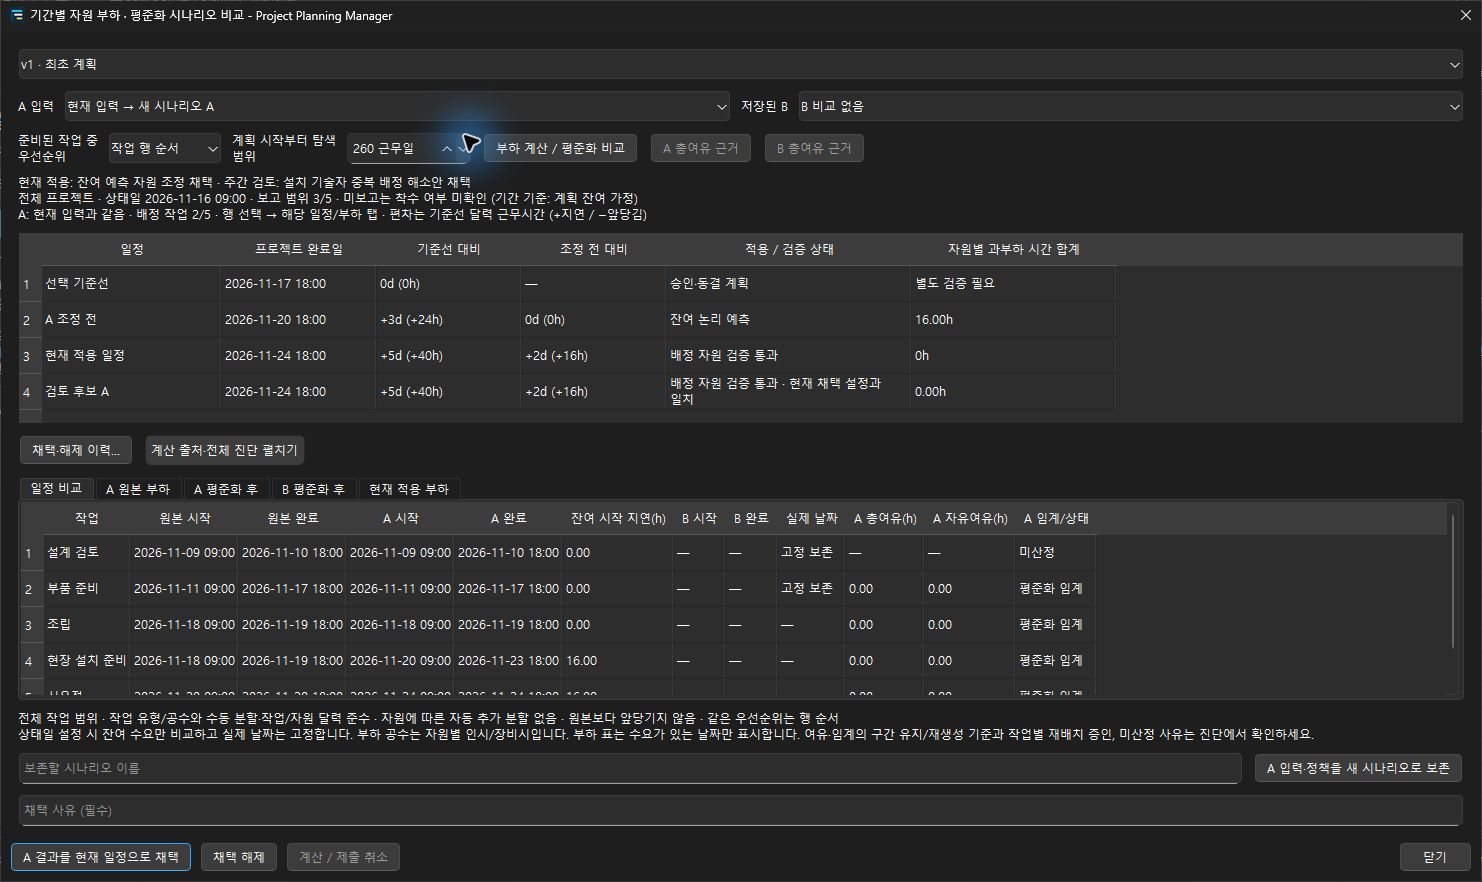 기간별 자원 부하 · 평준화 시나리오 비교 - Project Planning Manager
v1 · 최초 계획
A 입력 현재 입력 → 새 시나리오 A 저장된 B B 비교 없음
준비된 작업 중 우선순위 작업 행 순서 계획 시작부터 탐색 범위 260 근무일 부하 계산 / 평준화 비교 A 총여유 근거 B 총여유 근거
현재 적용: 잔여 예측 자원 조정 채택 · 주간 검토: 설치 기술자 중복 배정 해소안 채택
전체 프로젝트 · 상태일 2026-11-16 09:00 · 보고 범위 3/5 · 미보고는 착수 여부 미확인 (기간 기준: 계획 잔여 가정)
A: 현재 입력과 같음 · 배정 작업 2/5 · 행 선택 → 해당 일정/부하 탭 · 편차는 기준선 달력 근무시간 (+지연 / −앞당김)
일정 프로젝트 완료일 기준선 대비 조정 전 대비 적용 / 검증 상태 자원별 과부하 시간 합계
1 선택 기준선 2026-11-17 18:00 0d (0h) — 승인·동결 계획 별도 검증 필요
2 A 조정 전 2026-11-20 18:00 +3d (+24h) 0d (0h) 잔여 논리 예측 16.00h
3 현재 적용 일정 2026-11-24 18:00 +5d (+40h) +2d (+16h) 배정 자원 검증 통과 0h
4 검토 후보 A 2026-11-24 18:00 +5d (+40h) +2d (+16h) 배정 자원 검증 통과 · 현재 채택 설정과 일치 0.00h
채택·해제 이력... 계산 출처·전체 진단 펼치기
일정 비교 A 원본 부하 A 평준화 후 B 평준화 후 현재 적용 부하
작업 원본 시작 원본 완료 A 시작 A 완료 잔여 시작 지연(h) B 시작 B 완료 실제 날짜 A 총여유(h) A 자유여유(h) A 임계/상태
1 설계 검토 2026-11-09 09:00 2026-11-10 18:00 2026-11-09 09:00 2026-11-10 18:00 0.00 — — 고정 보존 — — 미산정
2 부품 준비 2026-11-11 09:00 2026-11-17 18:00 2026-11-11 09:00 2026-11-17 18:00 0.00 — — 고정 보존 0.00 0.00 평준화 임계
3 조립 2026-11-18 09:00 2026-11-19 18:00 2026-11-18 09:00 2026-11-19 18:00 0.00 — — — 0.00 0.00 평준화 임계
4 현장 설치 준비 2026-11-18 09:00 2026-11-19 18:00 2026-11-20 09:00 2026-11-23 18:00 16.00 — — — 0.00 0.00 평준화 임계
전체 작업 범위 · 작업 유형/공수와 수동 분할·작업/자원 달력 준수 · 자원에 따른 자동 추가 분할 없음 · 원본보다 앞당기지 않음 · 같은 우선순위는 행 순서
상태일 설정 시 잔여 수요만 비교하고 실제 날짜는 고정합니다. 부하 공수는 자원별 인시/장비시입니다. 부하 표는 수요가 있는 날짜만 표시합니다. 여유·임계의 구간 유지/재생성 기준과 작업별 재배치 증인, 미산정 사유는 진단에서 확인하세요.
보존할 시나리오 이름 A 입력·정책을 새 시나리오로 보존
채택 사유 (필수)
A 결과를 현재 일정으로 채택 채택 해제 계산 / 제출 취소 닫기